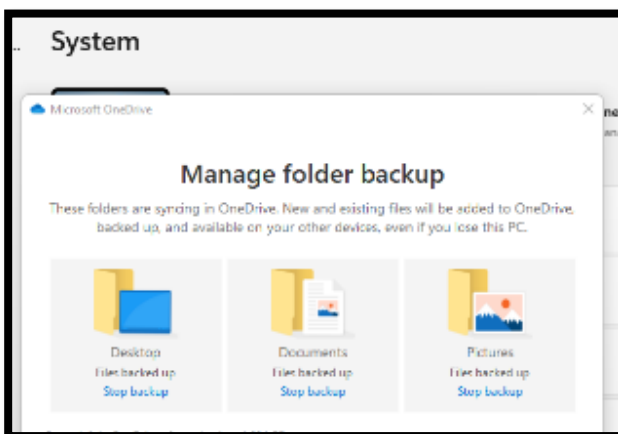 System
Microsoft OneDrive
Manage folder backup
These folders are syncing in OneDrive. New and existing files will be added to OneDrive,
backed up, and available on your other devices, even if you lose this PC.
Desktop
Files backed up
Stop backup
Documents
Files backed up
Stop backup
Pictures
Files backed up
Stop backup